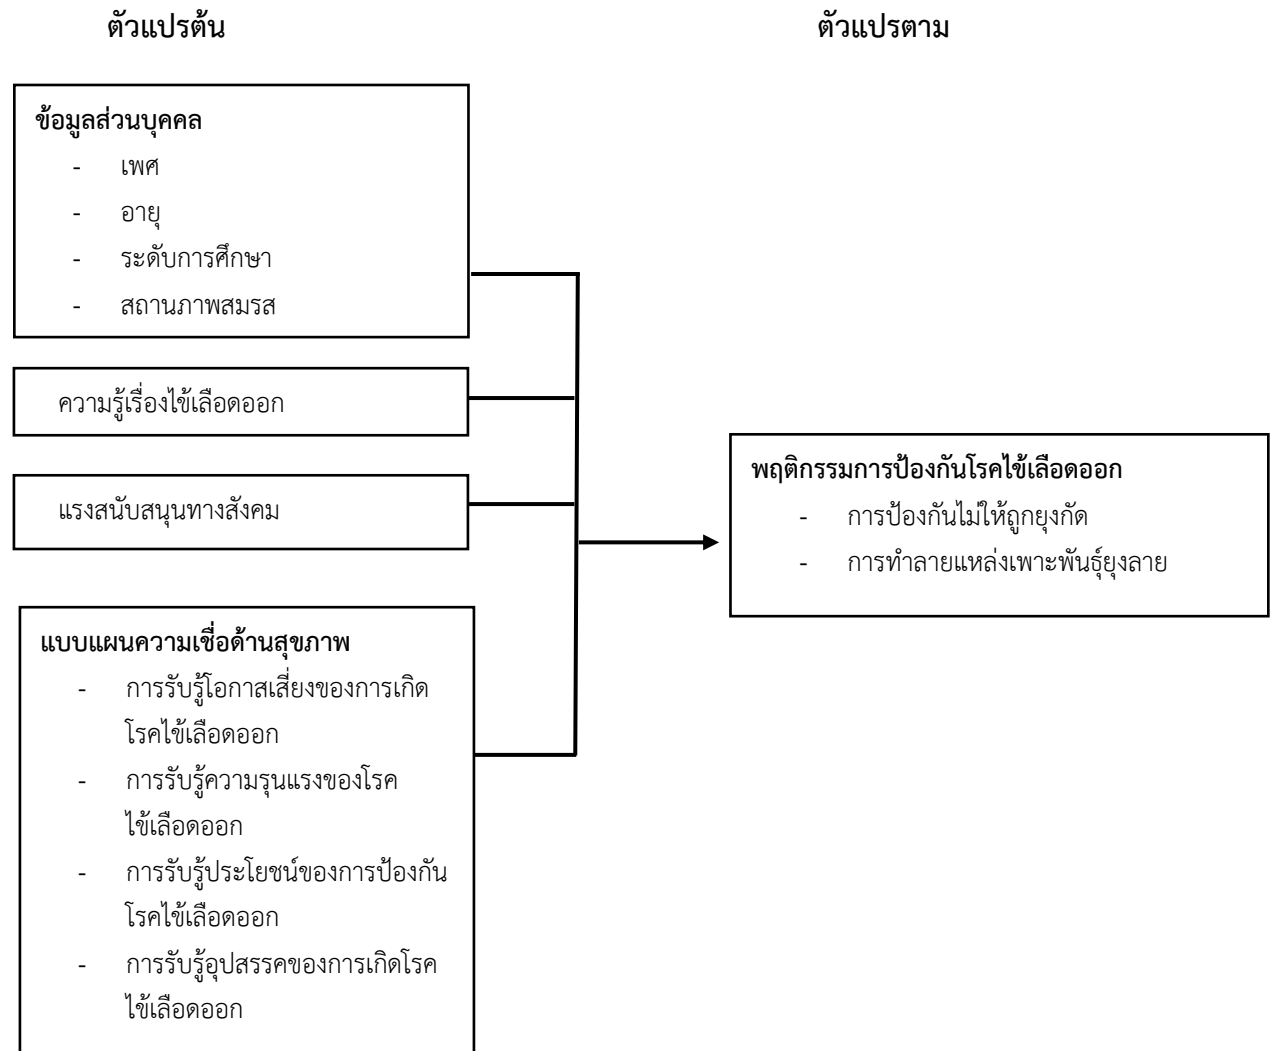 ตัวแปรต้น
ตัวแปรตาม
ข้อมูลส่วนบุคคล
- เพศ
- อายุ
- ระดับการศึกษา
- สถานภาพสมรส
ความรู้เรื่องไข้เลือดออก
แรงสนับสนุนทางสังคม
แบบแผนความเชื่อด้านสุขภาพ
- การรับรู้โอกาสเสี่ยงของการเกิด
โรคไข้เลือดออก
- การรับรู้ความรุนแรงของโรค
ไข้เลือดออก
- การรับรู้ประโยชน์ของการป้องกัน
โรคไข้เลือดออก
- การรับรู้อุปสรรคของการเกิดโรค
ไข้เลือดออก
พฤติกรรมการป้องกันโรคไข้เลือดออก
- การป้องกันไม่ให้ถูกยุงกัด
- การทำลายแหล่งเพาะพันธุ์ยุงลาย